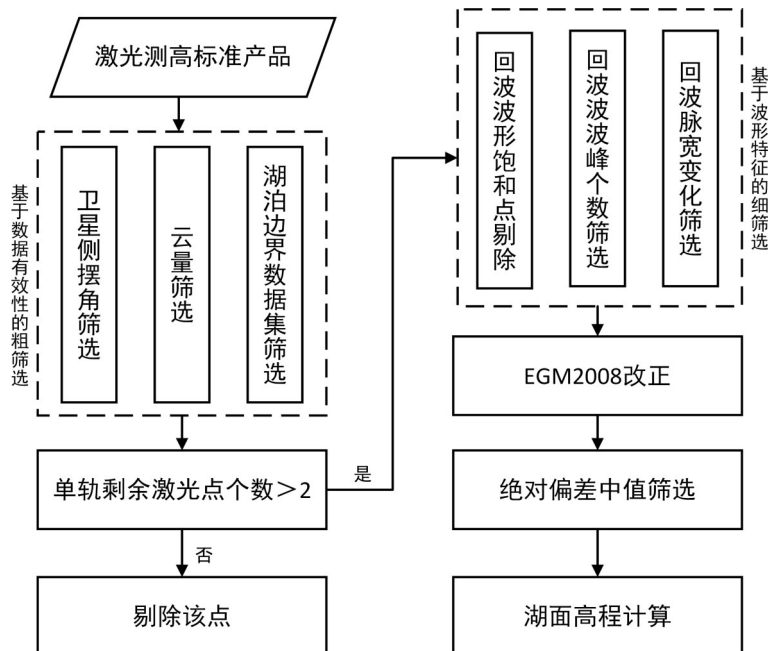 激光测高标准产品
基于数据有效性的粗筛选
卫星侧摆角筛选
云量筛选
湖泊边界数据集筛选
单轨剩余激光点个数＞2
是
否
剔除该点
回波波形饱和点剔除
回波波波峰个数筛选
回波脉宽变化筛选
基于波形特征的细筛选
EGM2008改正
绝对偏差中值筛选
湖面高程计算